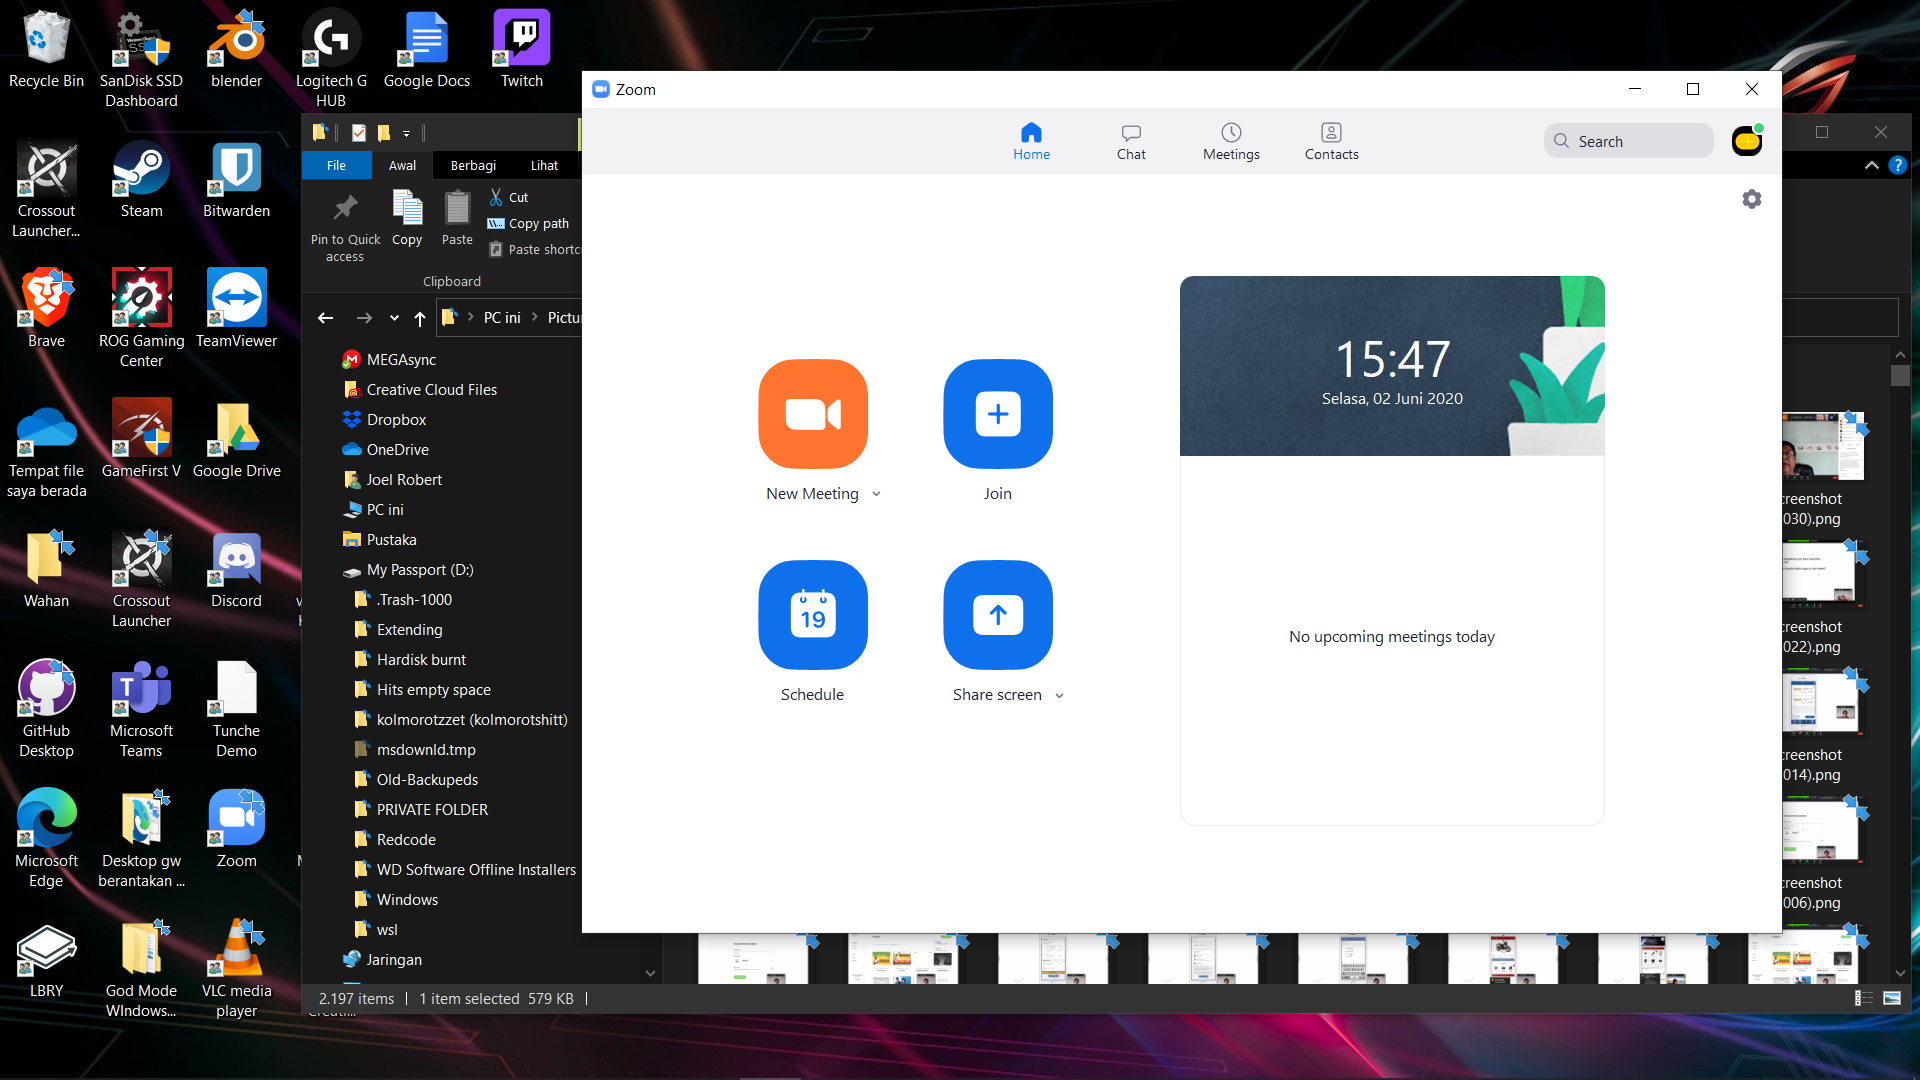 Recycle Bin
SanDisk SSD
Dashboard
blender
Logitech G
HUB
Google Docs
Twitch
Crossout
Launcher...
Steam
Bitwarden
Brave
ROG Gaming
Center
TeamViewer
Tempat file
saya berada
GameFirst V
Google Drive
Wahan
Crossout
Launcher
Discord
GitHub
Desktop
Microsoft
Teams
Tunche
Demo
Microsoft
Edge
Desktop gw
berantakan ...
Zoom
LBRY
God Mode
WIndows...
VLC media
player
File
Awal
Berbagi
Lihat
Pin to Quick
access
Copy
Paste
Cut
Copy path
Paste shortc
Clipboard
PC ini
Pictu
MEGAsync
Creative Cloud Files
Dropbox
OneDrive
Joel Robert
PC ini
Pustaka
My Passport (D:)
.Trash-1000
Extending
Hardisk burnt
Hits empty space
kolmorotzzet (kolmorotshitt)
msdownld.tmp
Old-Backupeds
PRIVATE FOLDER
Redcode
WD Software Offline Installers
Windows
wsl
Jaringan
2.197 items
1 item selected 579 KB
Zoom
Home
Chat
Meetings
Contacts
Search
New Meeting
Join
19
Schedule
Share screen
15:47
Selasa, 02 Juni 2020
No upcoming meetings today
creenshot
030).png
creenshot
022).png
creenshot
014).png
creenshot
006).png